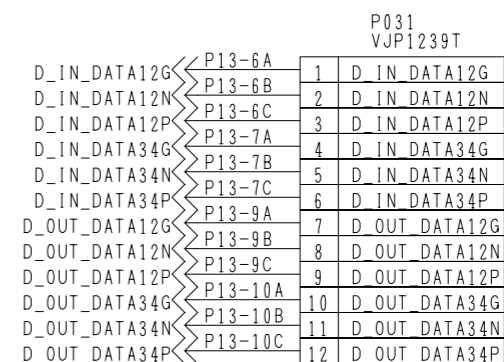 P031
VJP1239T
D_IN_DATA12G P13-6A 1 D_IN_DATA12G
D_IN_DATA12N P13-6B 2 D_IN_DATA12N
D_IN_DATA12P P13-6C 3 D_IN_DATA12P
D_IN_DATA34G P13-7A 4 D_IN_DATA34G
D_IN_DATA34N P13-7B 5 D_IN_DATA34N
D_IN_DATA34P P13-7C 6 D_IN_DATA34P
D_OUT_DATA12G P13-9A 7 D_OUT_DATA12G
D_OUT_DATA12N P13-9B 8 D_OUT_DATA12N
D_OUT_DATA12P P13-9C 9 D_OUT_DATA12P
D_OUT_DATA34G P13-10A 10 D_OUT_DATA34G
D_OUT_DATA34N P13-10B 11 D_OUT_DATA34N
D_OUT_DATA34P P13-10C 12 D_OUT_DATA34P